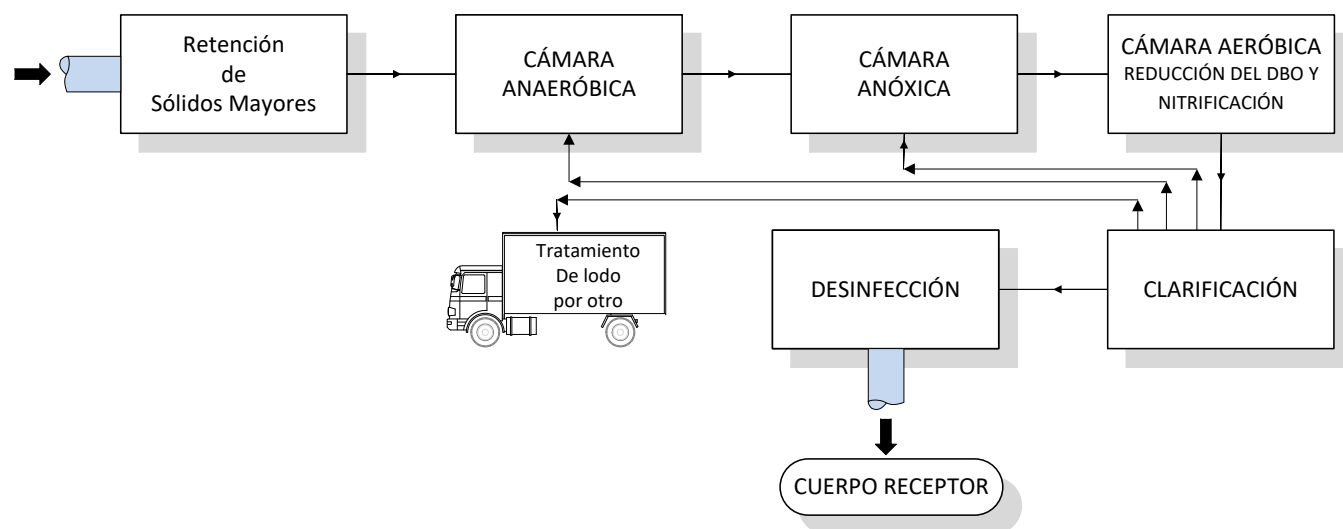 Retención
de
Sólidos Mayores
CÁMARA
ANAERÓBICA
CÁMARA
ANÓXICA
CÁMARA AERÓBICA
REDUCCIÓN DEL DBO Y
NITRIFICACIÓN
Tratamiento
De lodo
por otro
DESINFECCIÓN
CLARIFICACIÓN
CUERPO RECEPTOR